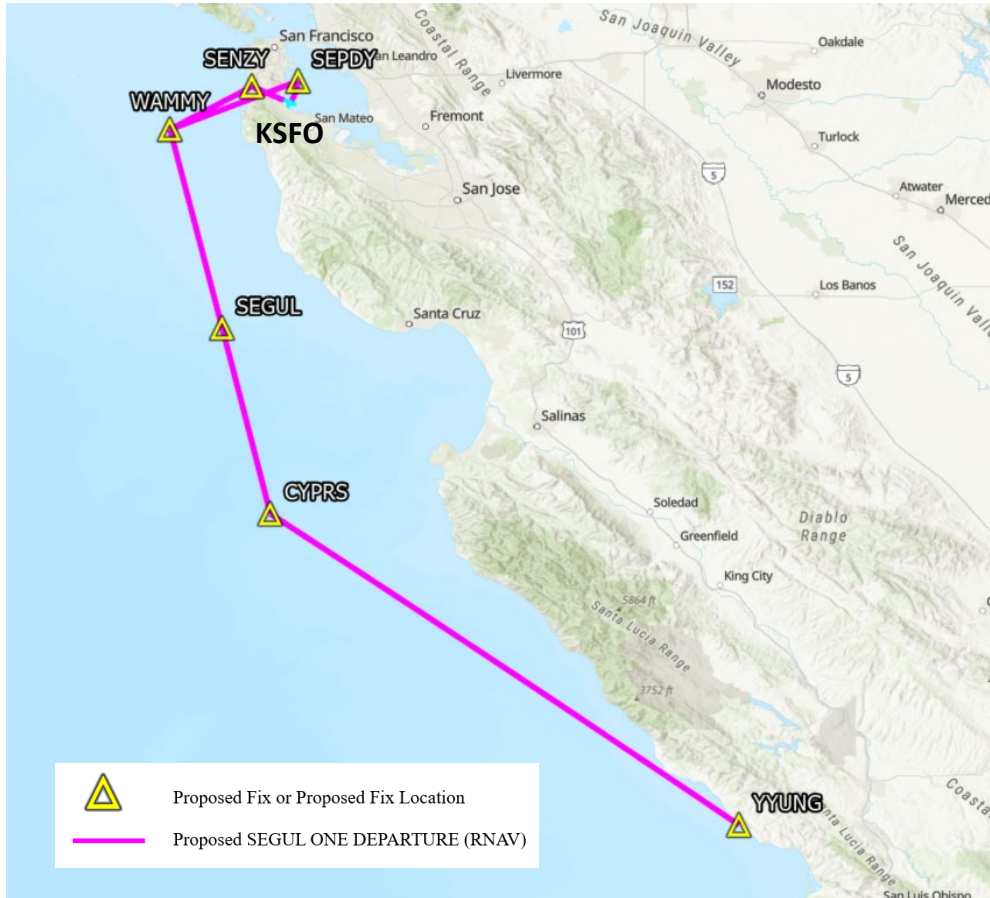 San Francisco
SENZY
SEPDY
an Leandro
WAMMY
KSFO
San Mateo
Coastal
Range
San Joaquin Valley
Oakdale
Livermore
Modesto
Fremont
Turlock
San Jose
5
Atwater
Merced
San Joaquin Valley
SEGUL
Santa Cruz
152
Los Banos
101
5
Salinas
CYPRS
Soledad
Greenfield
Diablo
Range
King City
5864 ft
Santa Lucia Range
3752 ft
YYUNG
Coasta
nta Lucia Range
San Luis Obispo
Proposed Fix or Proposed Fix Location
Proposed SEGUL ONE DEPARTURE (RNAV)